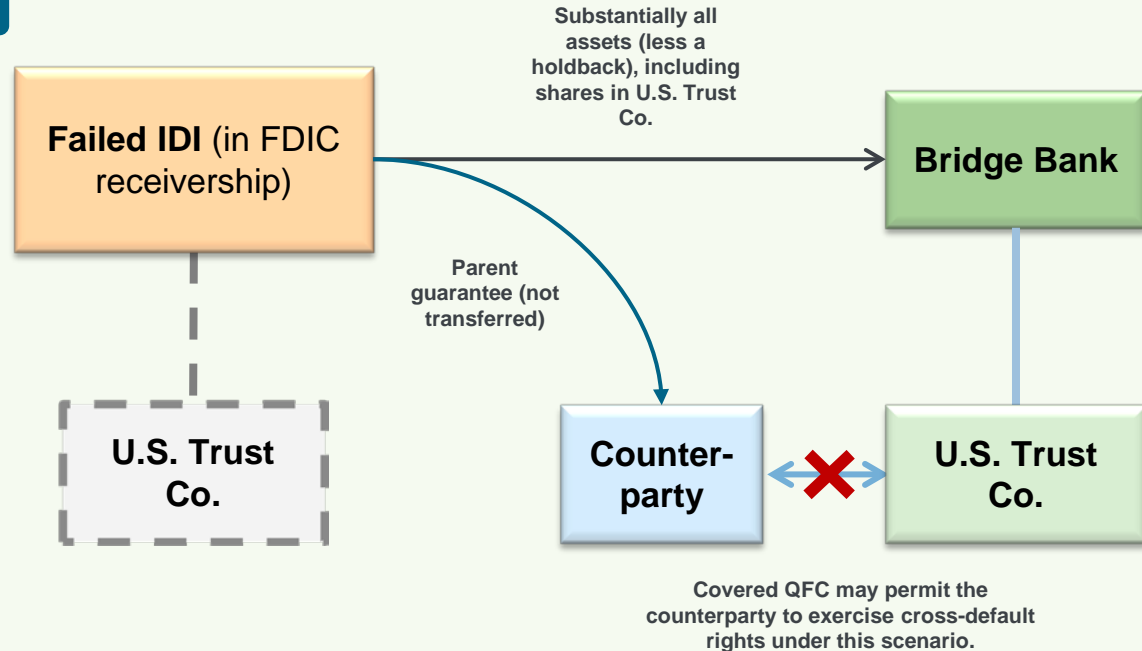 Substantially all
assets (less a
holdback), including
shares in U.S. Trust
Co.
Failed IDI (in FDIC
receivership)
Bridge Bank
Parent
guarantee (not
transferred)
U.S. Trust
Co.
Counter-
party
U.S. Trust
Co.
Covered QFC may permit the
counterparty to exercise cross-default
rights under this scenario.